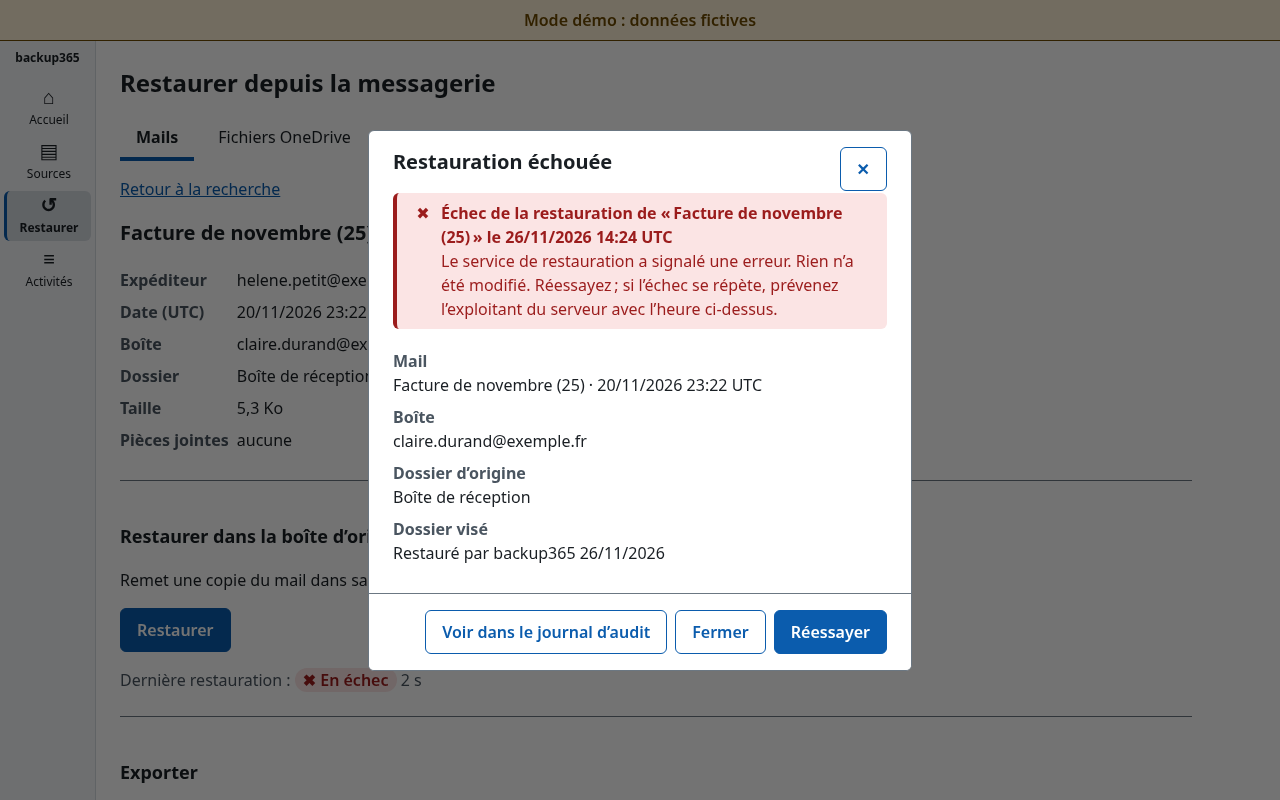 Mode démo : données fictives
backup365
Accueil
Sources
Restaurer
Activités
Restaurer depuis la messagerie
Mails
Fichiers OneDrive
Retour à la recherche
Facture de novembre (25)
Expéditeur helene.petit@exe
Date (UTC) 20/11/2026 23:22
Boîte claire.durand@ex
Dossier Boîte de réception
Taille 5,3 Ko
Pièces jointes aucune
Restaurer dans la boîte d’ori
Remet une copie du mail dans sa
Restaurer
Dernière restauration : ✖ En échec 2 s
Exporter
Restauration échouée
×
✖ Échec de la restauration de « Facture de novembre
(25) » le 26/11/2026 14:24 UTC
Le service de restauration a signalé une erreur. Rien n’a
été modifié. Réessayez ; si l’échec se répète, prévenez
l’exploitant du serveur avec l’heure ci-dessus.
Mail
Facture de novembre (25) · 20/11/2026 23:22 UTC
Boîte
claire.durand@exemple.fr
Dossier d’origine
Boîte de réception
Dossier visé
Restauré par backup365 26/11/2026
Voir dans le journal d’audit
Fermer
Réessayer